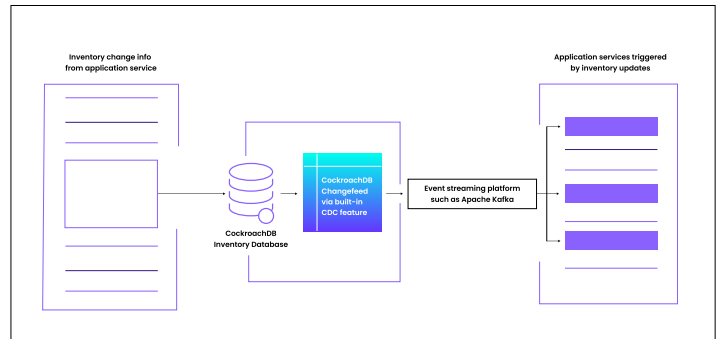 Inventory change info
from application service
Application services triggered
by inventory updates
CockroachDB
Changefeed
via built-in
CDC feature
Event streaming platform
such as Apache Kafka
CockroachDB
Inventory Database